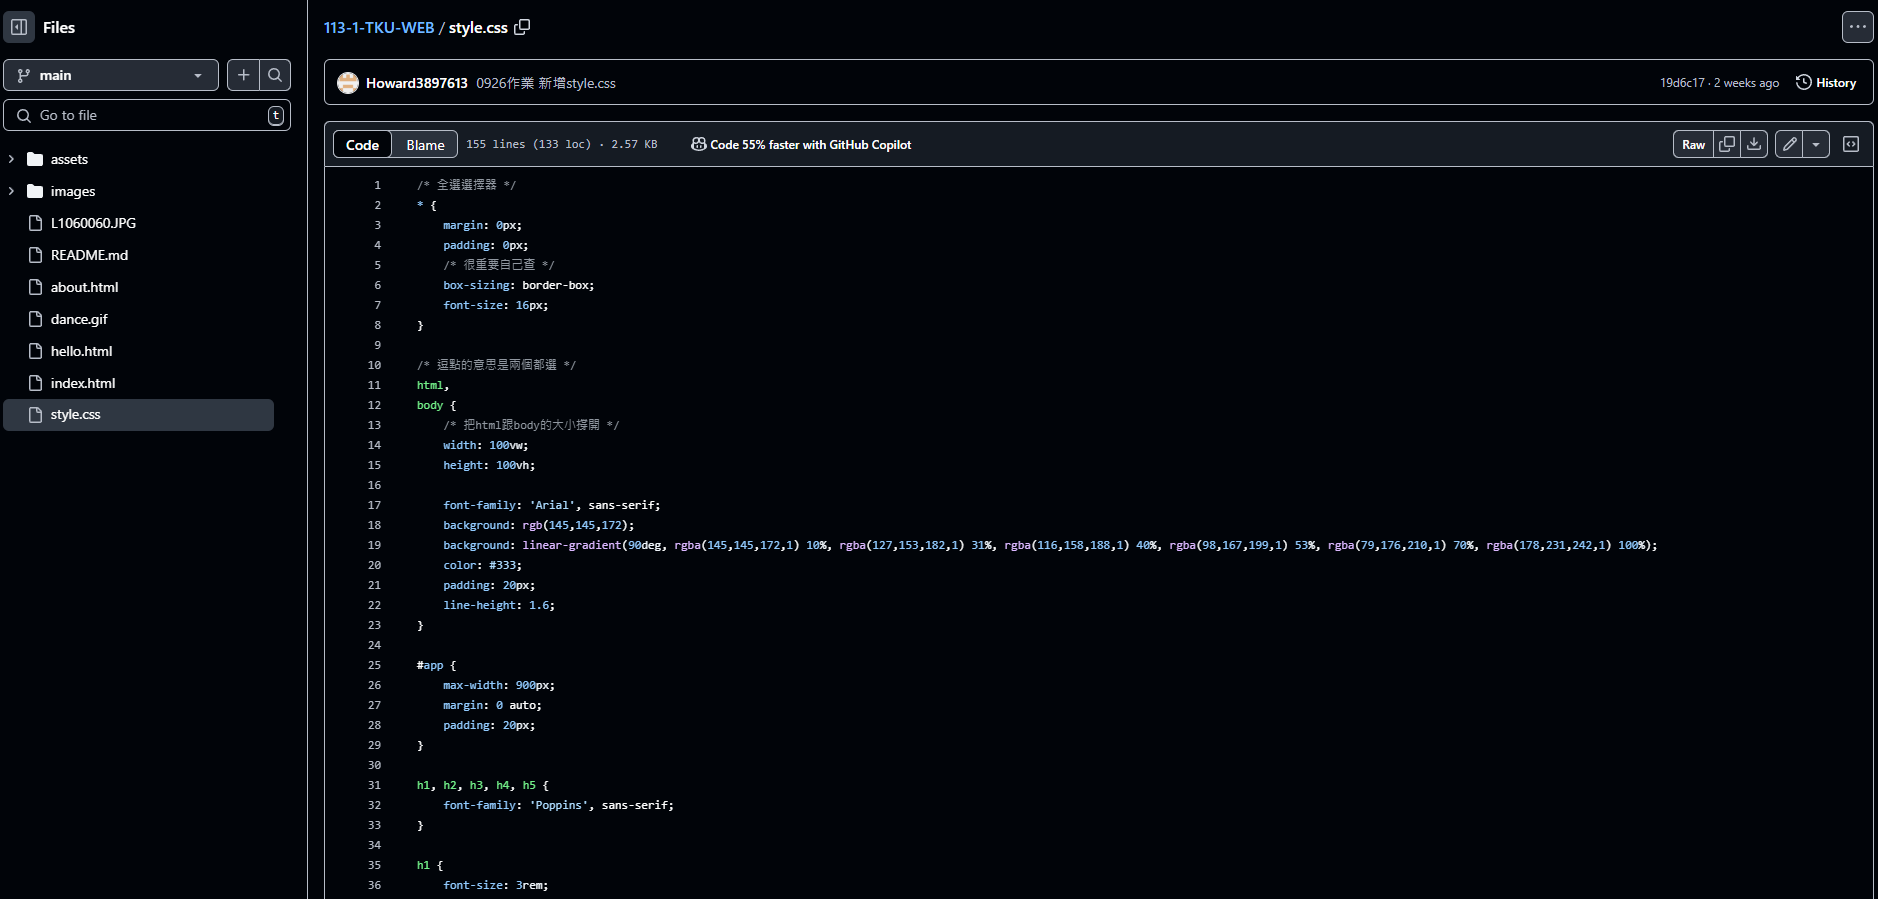 Files
main
Go to file
t
assets
images
L1060060.JPG
README.md
about.html
dance.gif
hello.html
index.html
style.css
113-1-TKU-WEB / style.css
Howard3897613 0926作業 新增style.css
19d6c17 · 2 weeks ago
History
Code Blame 155 lines (133 loc) · 2.57 KB
Code 55% faster with GitHub Copilot
Raw
1 /* 全選選擇器 */
2 * {
3     margin: 0px;
4     padding: 0px;
5     /* 很重要自己查 */
6     box-sizing: border-box;
7     font-size: 16px;
8 }
9
10 /* 逗點的意思是兩個都選 */
11 html,
12 body {
13     /* 把html跟body的大小撐開 */
14     width: 100vw;
15     height: 100vh;
16
17     font-family: 'Arial', sans-serif;
18     background: rgb(145,145,172);
19     background: linear-gradient(90deg, rgba(145,145,172,1) 10%, rgba(127,153,182,1) 31%, rgba(116,158,188,1) 40%, rgba(98,167,199,1) 53%, rgba(79,176,210,1) 70%, rgba(178,231,242,1) 100%);
20     color: #333;
21     padding: 20px;
22     line-height: 1.6;
23 }
24
25 #app {
26     max-width: 900px;
27     margin: 0 auto;
28     padding: 20px;
29 }
30
31 h1, h2, h3, h4, h5 {
32     font-family: 'Poppins', sans-serif;
33 }
34
35 h1 {
36     font-size: 3rem;